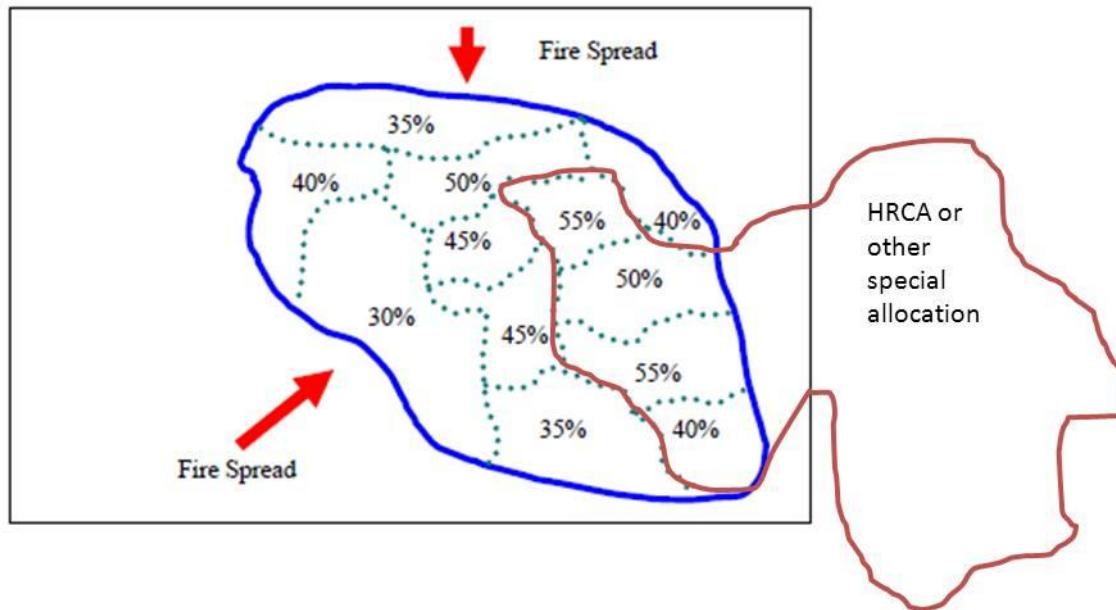 Fire Spread
35%
40%
50%
55%
40%
45%
50%
30%
45%
55%
35%
40%
Fire Spread
HRCA or
other
special
allocation